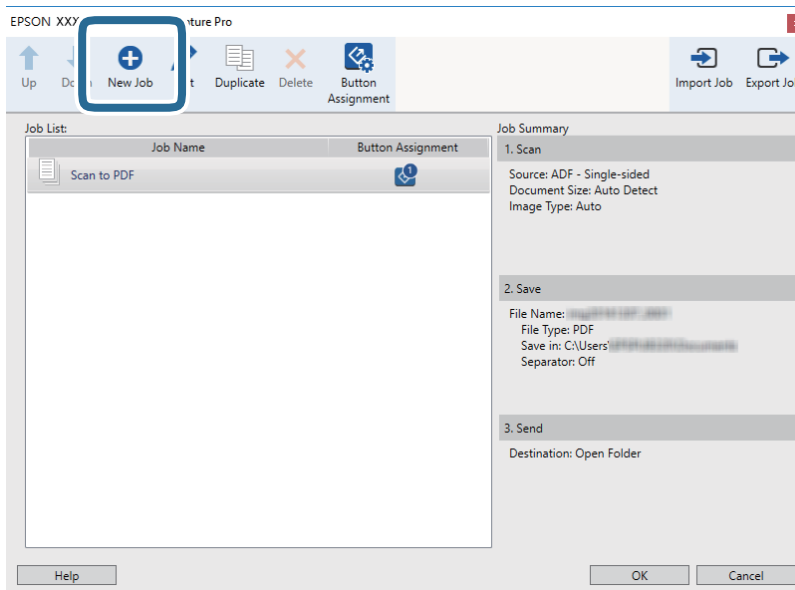 EPSON XXX ture Pro
Up Do n New Job t Duplicate Delete Button Assignment Import Job Export Jo
Job List:
Job Name Button Assignment
Scan to PDF 1
Job Summary
1. Scan
Source: ADF - Single-sided
Document Size: Auto Detect
Image Type: Auto
2. Save
File Name:
File Type: PDF
Save in: C:\Users\
Separator: Off
3. Send
Destination: Open Folder
Help OK Cancel